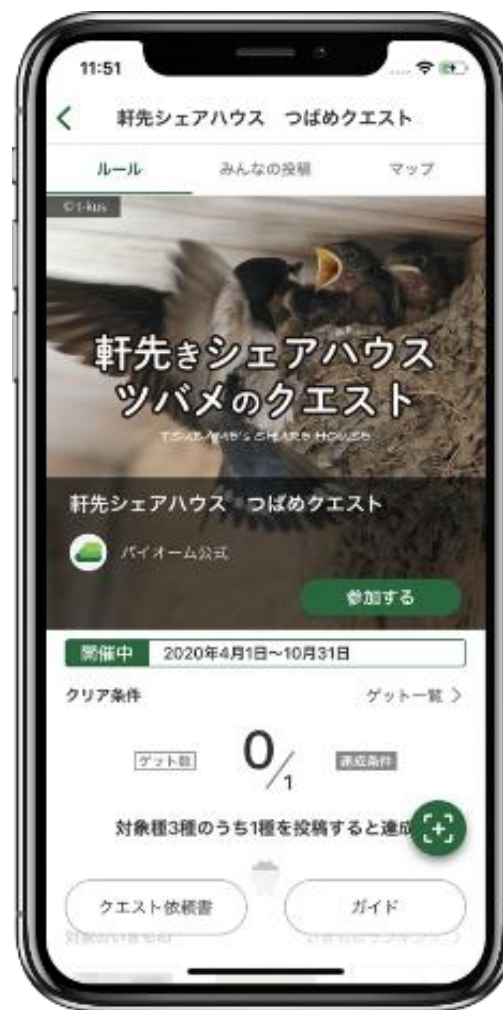 11:51
軒先シェアハウス つばめクエスト
ルール みんなの投稿 マップ
©t-kus
軒先きシェアハウス
ツバメのクエスト
TSUBAME's SHARE HOUSE
軒先シェアハウス つばめクエスト
バイオーム公式
参加する
開催中 2020年4月1日〜10月31日
クリア条件 ゲット一覧 >
ゲット数 0/1 達成条件
対象種3種のうち1種を投稿すると達成
クエスト依頼書 ガイド